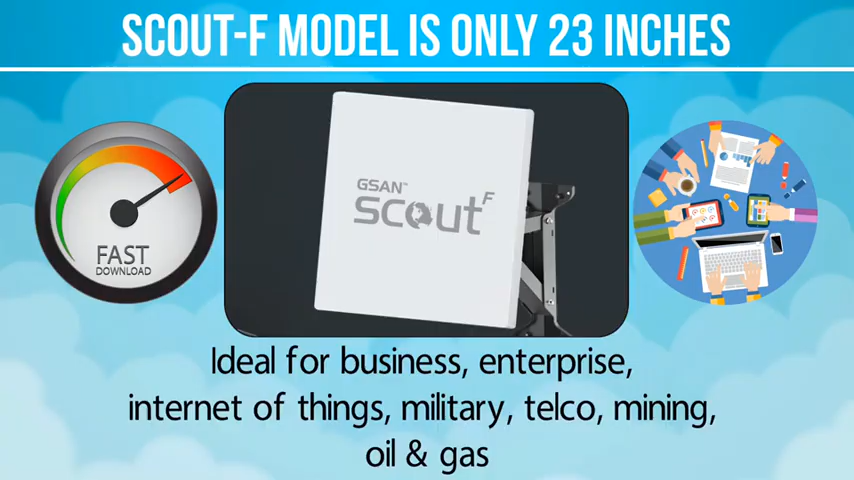 SCOUT-F MODEL IS ONLY 23 INCHES
FAST
DOWNLOAD
GSAN™
scout F
Ideal for business, enterprise,
internet of things, military, telco, mining,
oil & gas